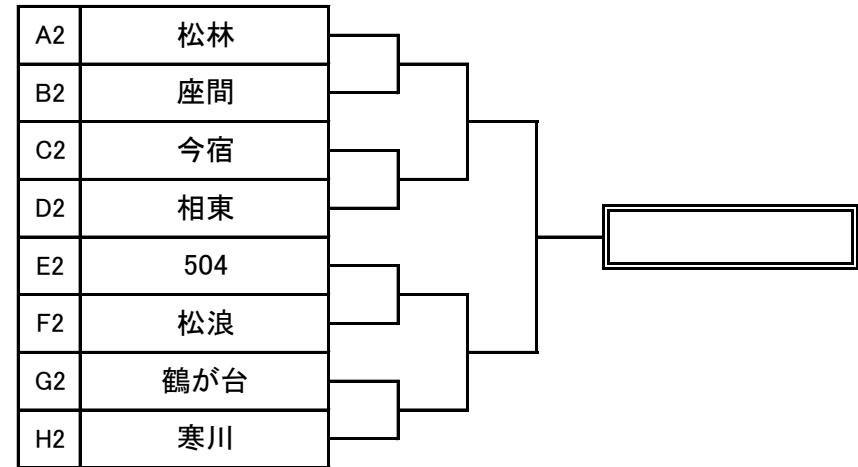 A2 松林
B2 座間
C2 今宿
D2 相東
E2 504
F2 松浪
G2 鶴が台
H2 寒川